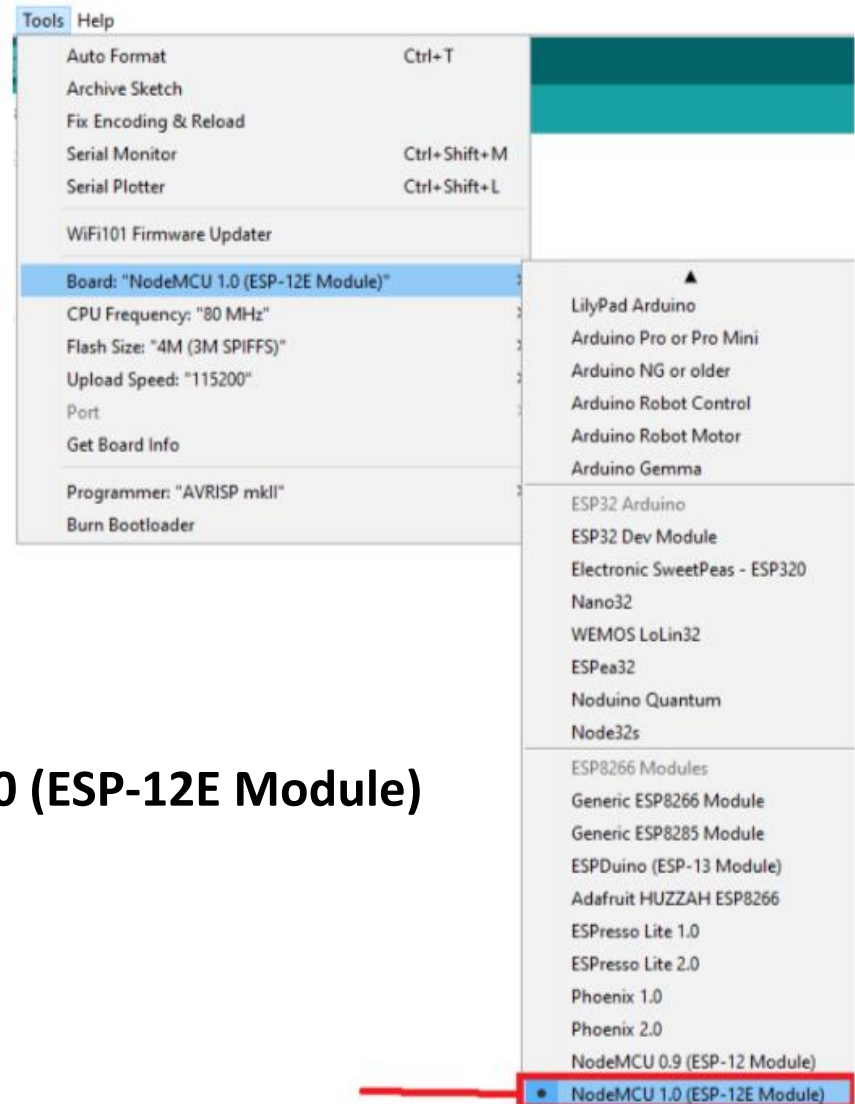 Tools Help
Auto Format Ctrl+T
Archive Sketch
Fix Encoding & Reload
Serial Monitor Ctrl+Shift+M
Serial Plotter Ctrl+Shift+L
WiFi101 Firmware Updater
Board: "NodeMCU 1.0 (ESP-12E Module)"
CPU Frequency: "80 MHz"
Flash Size: "4M (3M SPIFFS)"
Upload Speed: "115200"
Port
Get Board Info
Programmer: "AVRISP mkII"
Burn Bootloader
LilyPad Arduino
Arduino Pro or Pro Mini
Arduino NG or older
Arduino Robot Control
Arduino Robot Motor
Arduino Gemma
ESP32 Arduino
ESP32 Dev Module
Electronic SweetPeas - ESP320
Nano32
WEMOS LoLin32
ESPea32
Noduino Quantum
Node32s
ESP8266 Modules
Generic ESP8266 Module
Generic ESP8285 Module
ESPDuino (ESP-13 Module)
Adafruit HUZZAH ESP8266
ESPresso Lite 1.0
ESPresso Lite 2.0
Phoenix 1.0
Phoenix 2.0
NodeMCU 0.9 (ESP-12 Module)
NodeMCU 1.0 (ESP-12E Module)
0 (ESP-12E Module)